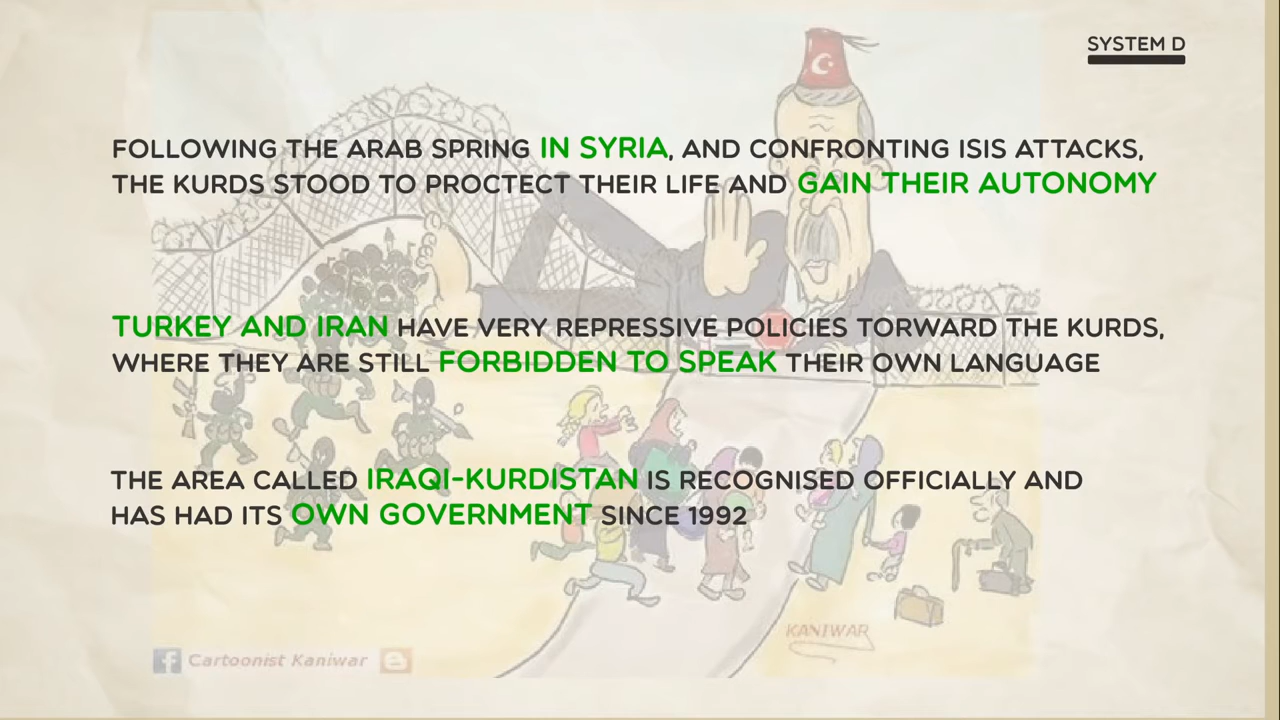 SYSTEM D
FOLLOWING THE ARAB SPRING IN SYRIA, AND CONFRONTING ISIS ATTACKS,
THE KURDS STOOD TO PROCTECT THEIR LIFE AND GAIN THEIR AUTONOMY
TURKEY AND IRAN HAVE VERY REPRESSIVE POLICIES TORWARD THE KURDS,
WHERE THEY ARE STILL FORBIDDEN TO SPEAK THEIR OWN LANGUAGE
THE AREA CALLED IRAQI-KURDISTAN IS RECOGNISED OFFICIALLY AND
HAS HAD ITS OWN GOVERNMENT SINCE 1992
KANIWAR
Cartoonist Kaniwar